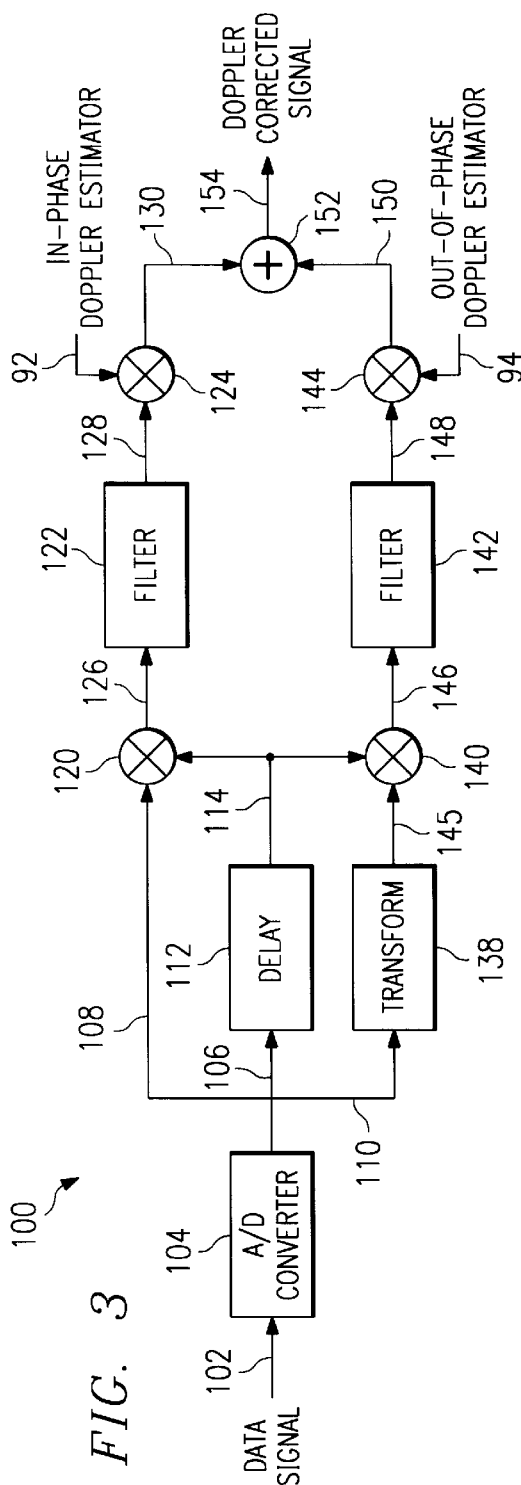 FIG. 3
100
DATA
SIGNAL
102
104
A/D
CONVERTER
106
108
110
112
DELAY
114
138
TRANSFORM
145
120
126
140
146
122
FILTER
128
142
FILTER
148
92
IN-PHASE
DOPPLER ESTIMATOR
124
130
144
94
OUT-OF-PHASE
DOPPLER ESTIMATOR
150
152
154
DOPPLER
CORRECTED
SIGNAL